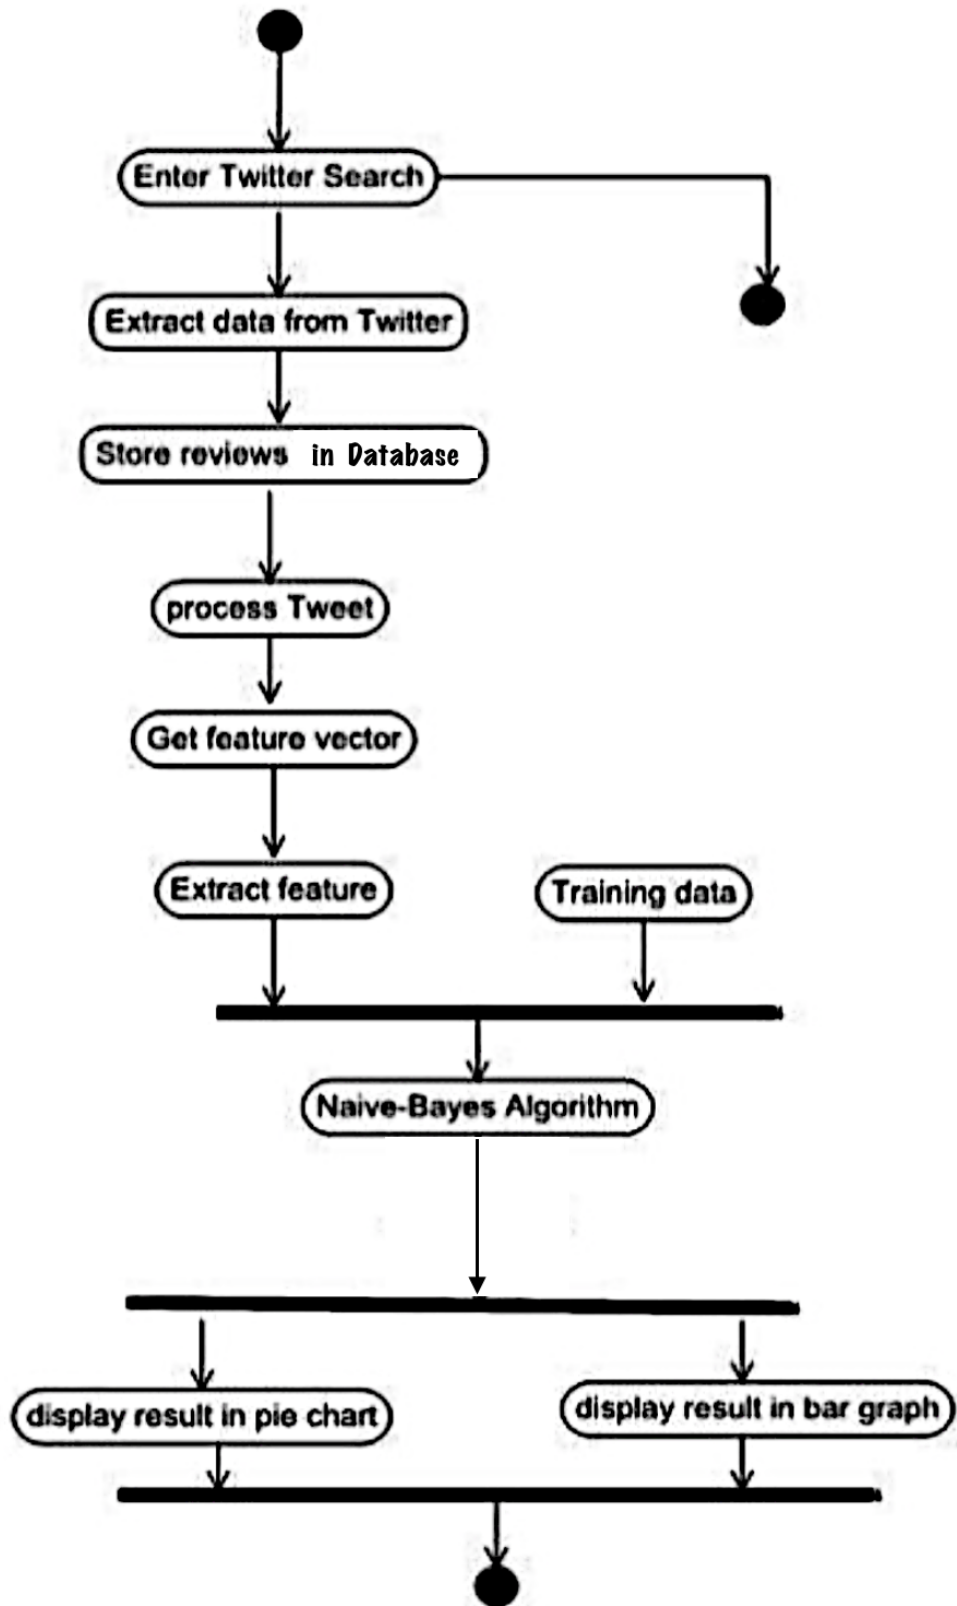 Enter Twitter Search
Extract data from Twitter
Store reviews in Database
process Tweet
Get feature vector
Extract feature
Training data
Naive-Bayes Algorithm
display result in pie chart
display result in bar graph